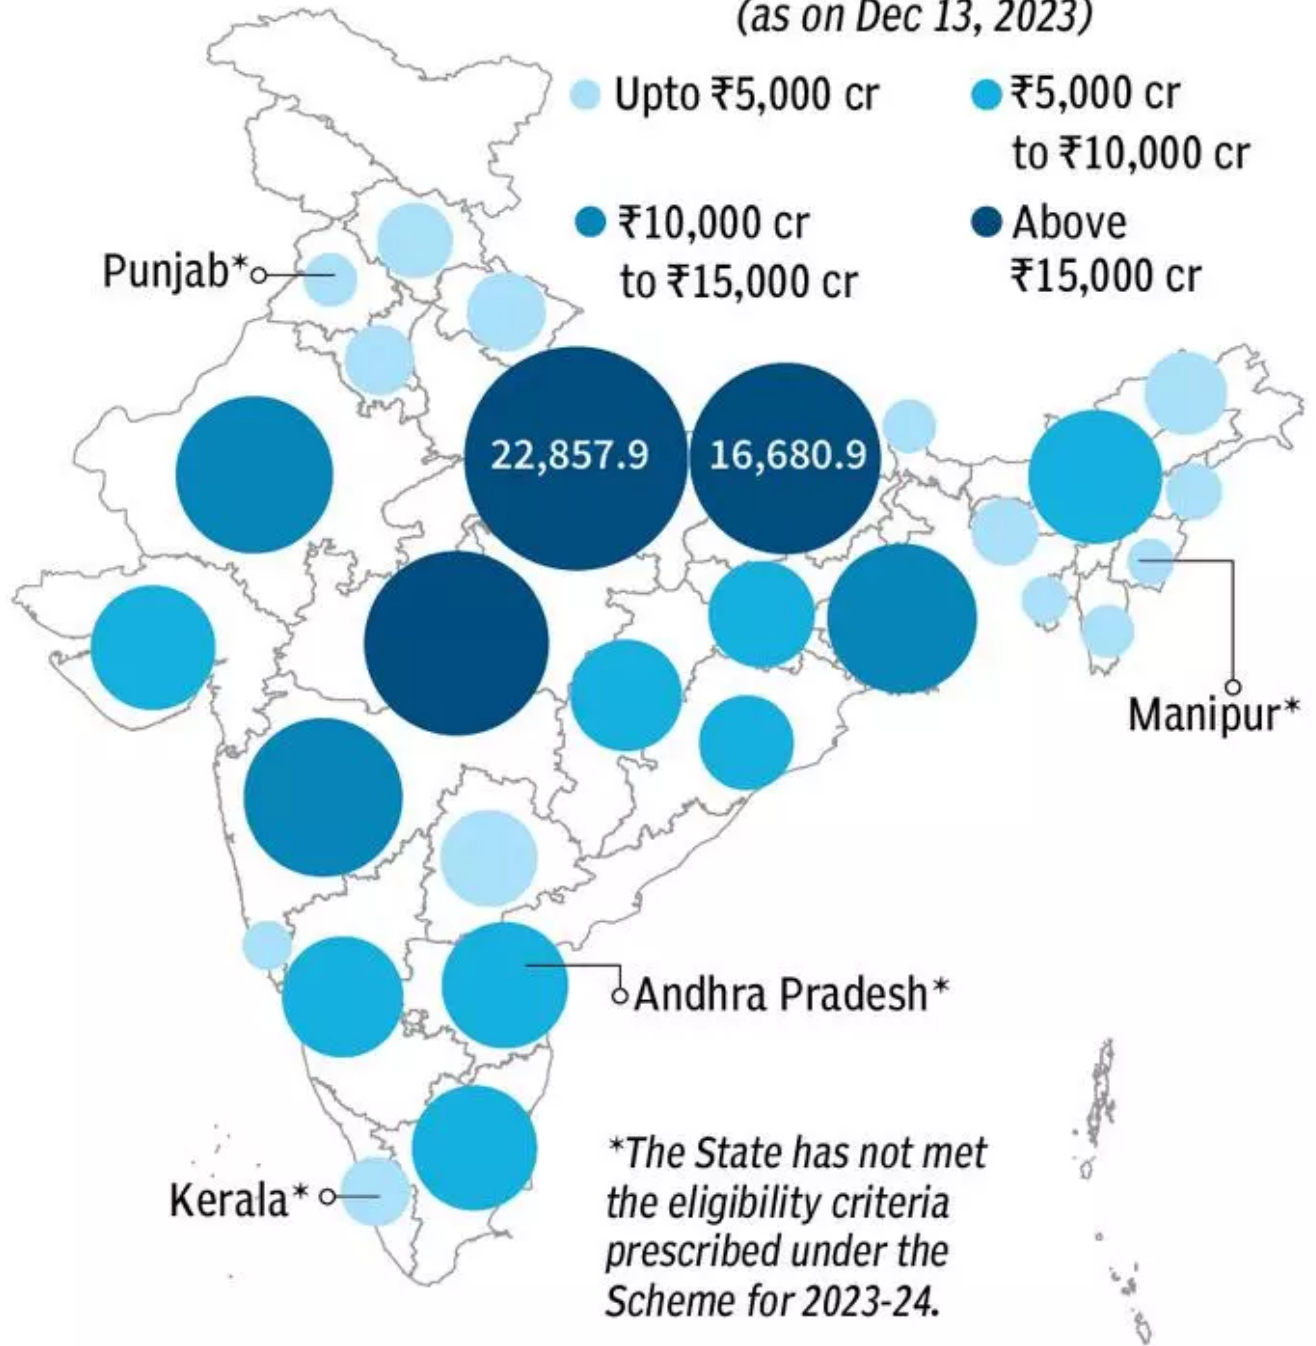 (as on Dec 13, 2023)
Upto ₹5,000 cr
₹5,000 cr
to ₹10,000 cr
₹10,000 cr
to ₹15,000 cr
Above
₹15,000 cr
Punjab*
22,857.9
16,680.9
Manipur*
Andhra Pradesh*
Kerala*
*The State has not met
the eligibility criteria
prescribed under the
Scheme for 2023-24.